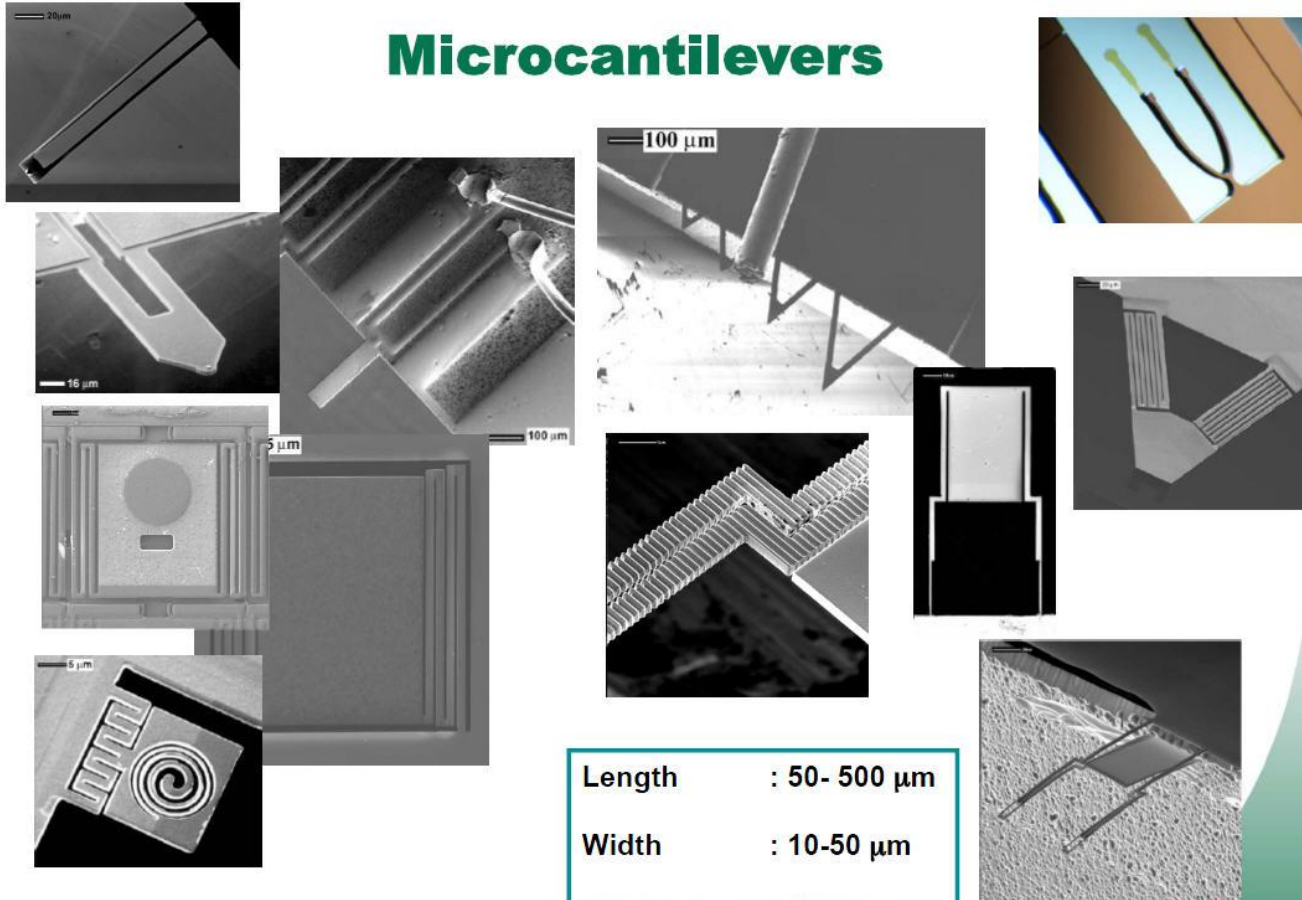 20μm
Microcantilevers
100 μm
16 μm
100 μm
5 μm
5 μm
Length : 50- 500 μm
Width : 10-50 μm